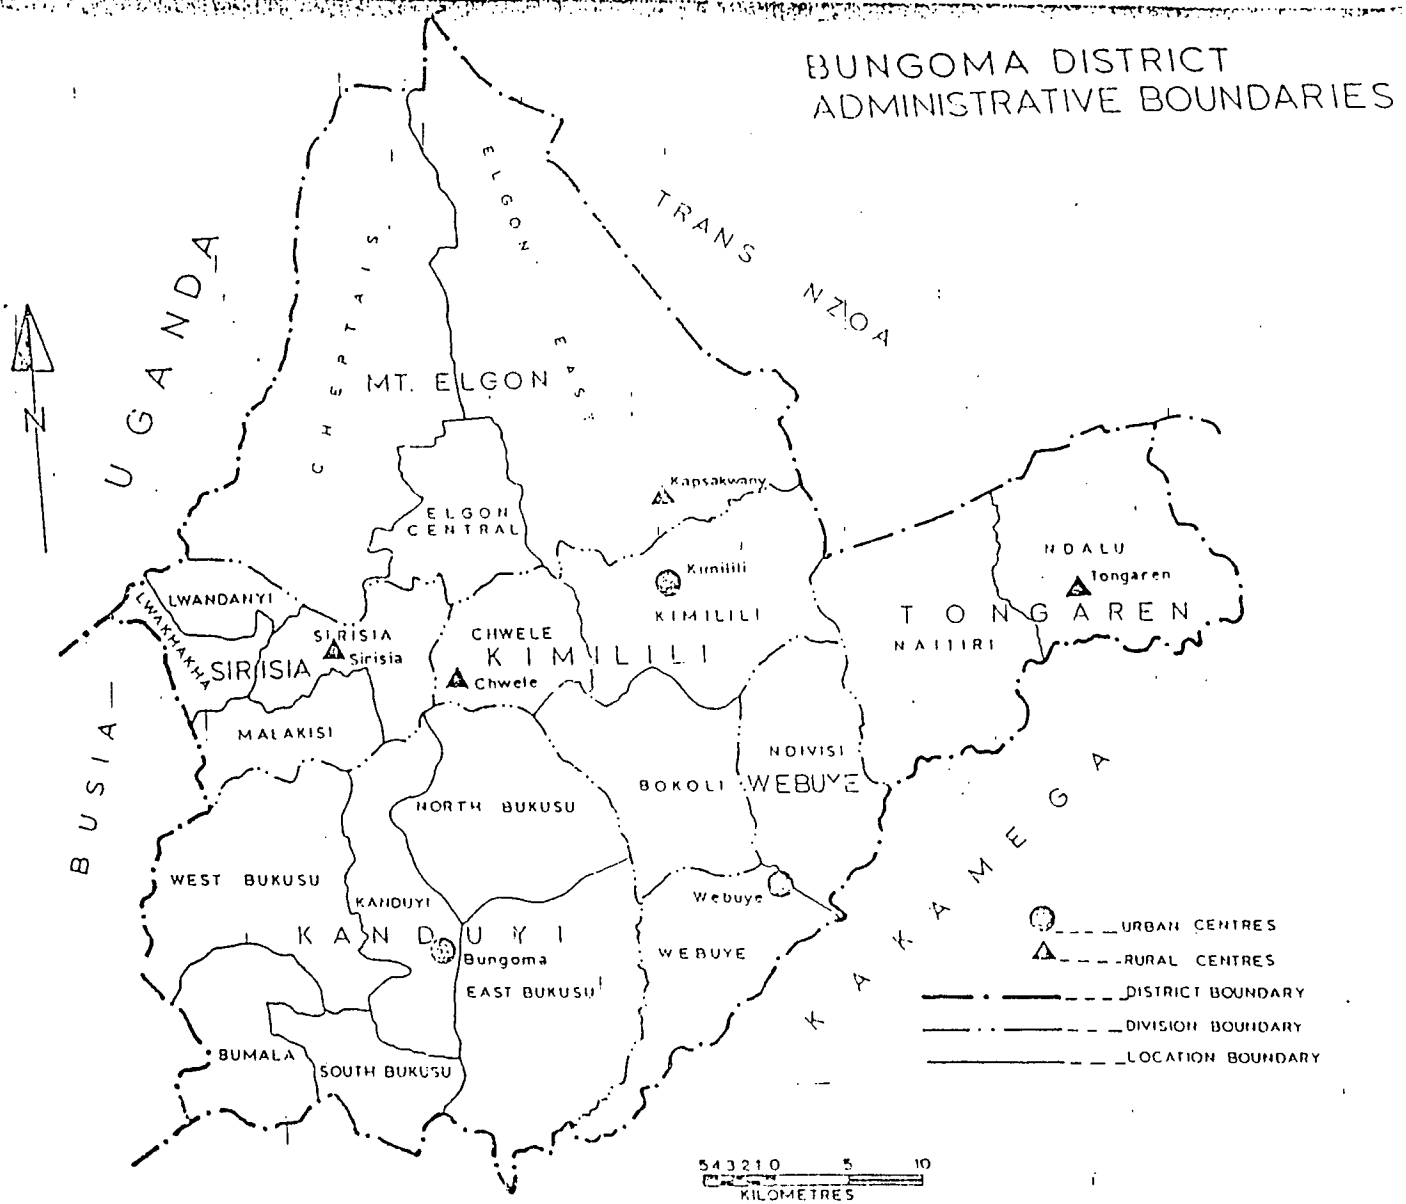 BUNGOMA DISTRICT
ADMINISTRATIVE BOUNDARIES
ELGON
EAST
TRANS
NZOA
UGANDA
CHEPTAIS
MT. ELGON
N
Kapsakwany
ELGON
CENTRAL
NDALU
Tongaren
TONGAREN
NAITIRI
Kimilili
KIMILILI
KIMILILI
LWANDANYI
LWAKHAKHA
SIRISIA
Sirisia
SIRISIA
CHWELE
Chwele
MALAKISI
NDIVISI
WEBUYE
BOKOLI
NORTH BUKUSU
BUSIA
WEST BUKUSU
KANDUYI
KANDUYI
Bungoma
EAST BUKUSU
Webuye
WEBUYE
KAKAMEGA
BUMALA
SOUTH BUKUSU
URBAN CENTRES
RURAL CENTRES
DISTRICT BOUNDARY
DIVISION BOUNDARY
LOCATION BOUNDARY
5 4 3 2 1 0 5 10
KILOMETRES